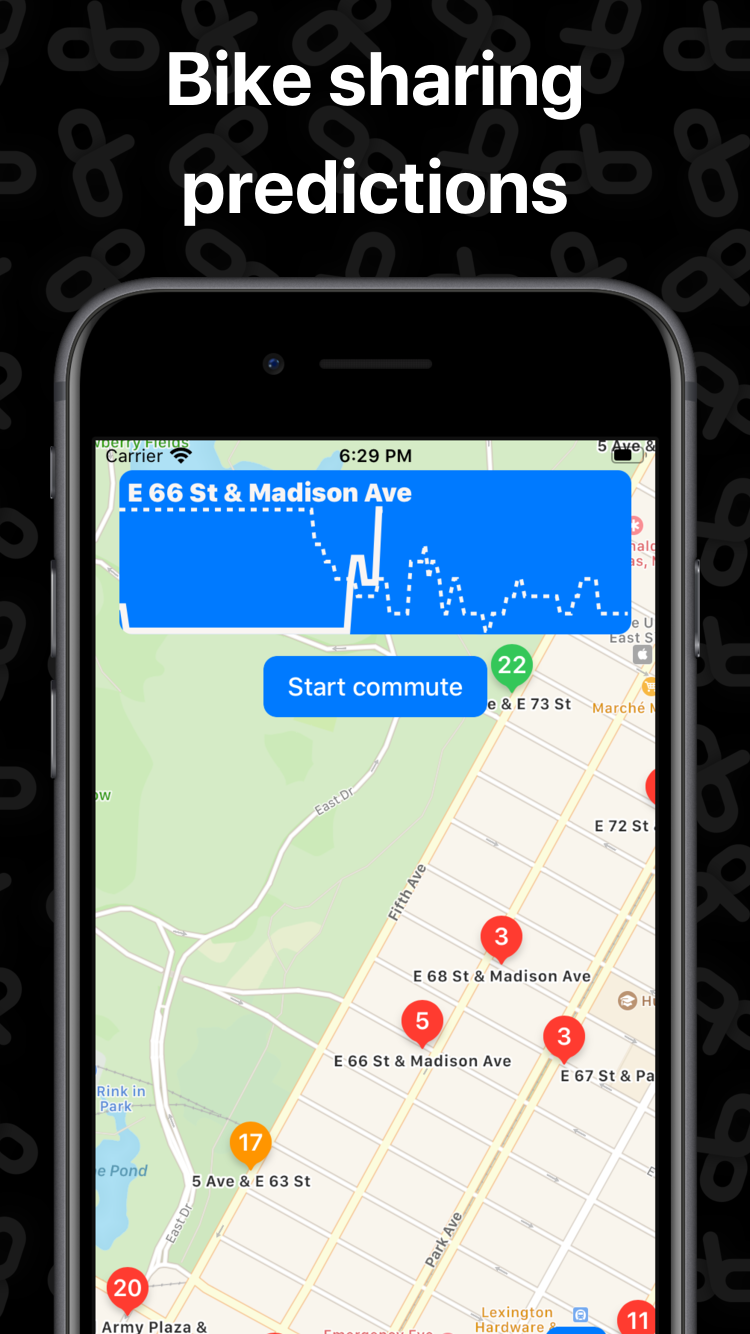 Bike sharing
predictions
Carrier
6:29 PM
5 Ave &
E 66 St & Madison Ave
East S
Start commute
22
e & E 73 St
Marché M
East Dr
E 72 St
Fifth Ave
3
E 68 St & Madison Ave
5
E 66 St & Madison Ave
3
E 67 St & Pa
Rink in
Park
17
e Pond
5 Ave & E 63 St
East Dr
Park Ave
20
Army Plaza &
Lexington
Hardware &
11